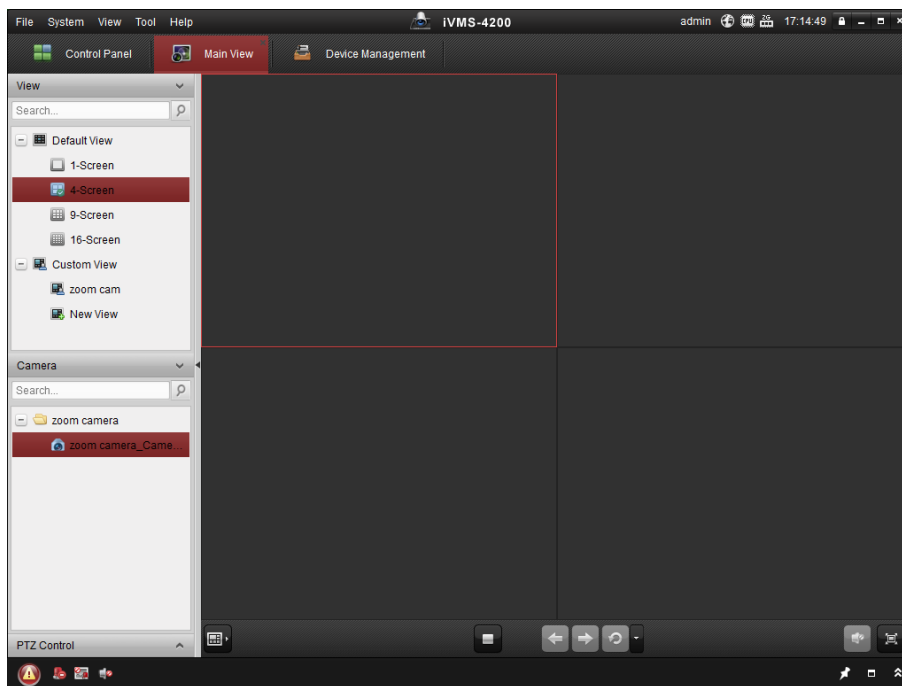 File System View Tool Help iVMS-4200 admin CPU 2G 17:14:49
Control Panel Main View Device Management
View
Search...
Default View
1-Screen
4-Screen
9-Screen
16-Screen
Custom View
zoom cam
New View
Camera
Search...
zoom camera
zoom camera_Came...
PTZ Control